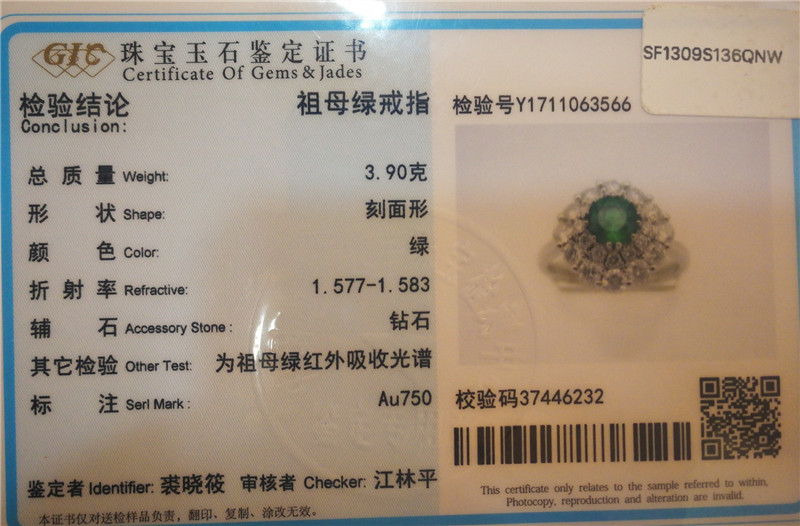 GIC 珠宝玉石鉴定证书
Certificate Of Gems & Jades
SF1309S136QNW
检验结论 祖母绿戒指
Conclusion:
检验号Y1711063566
总质量 Weight: 3.90克
形状 Shape: 刻面形
颜色 Color: 绿
折射率 Refractive: 1.577-1.583
辅石 Accessory Stone: 钻石
其它检验 Other Test: 为祖母绿红外吸收光谱
标注 Serl Mark: Au750
校验码37446232
鉴定者 Identifier: 裴晓筱 审核者 Checker: 江林平
本证书仅对送检样品负责，翻印、复制、涂改无效。
This certificate only relates to the sample referred to within,
Photocopy, reproduction and alteration are invalid.